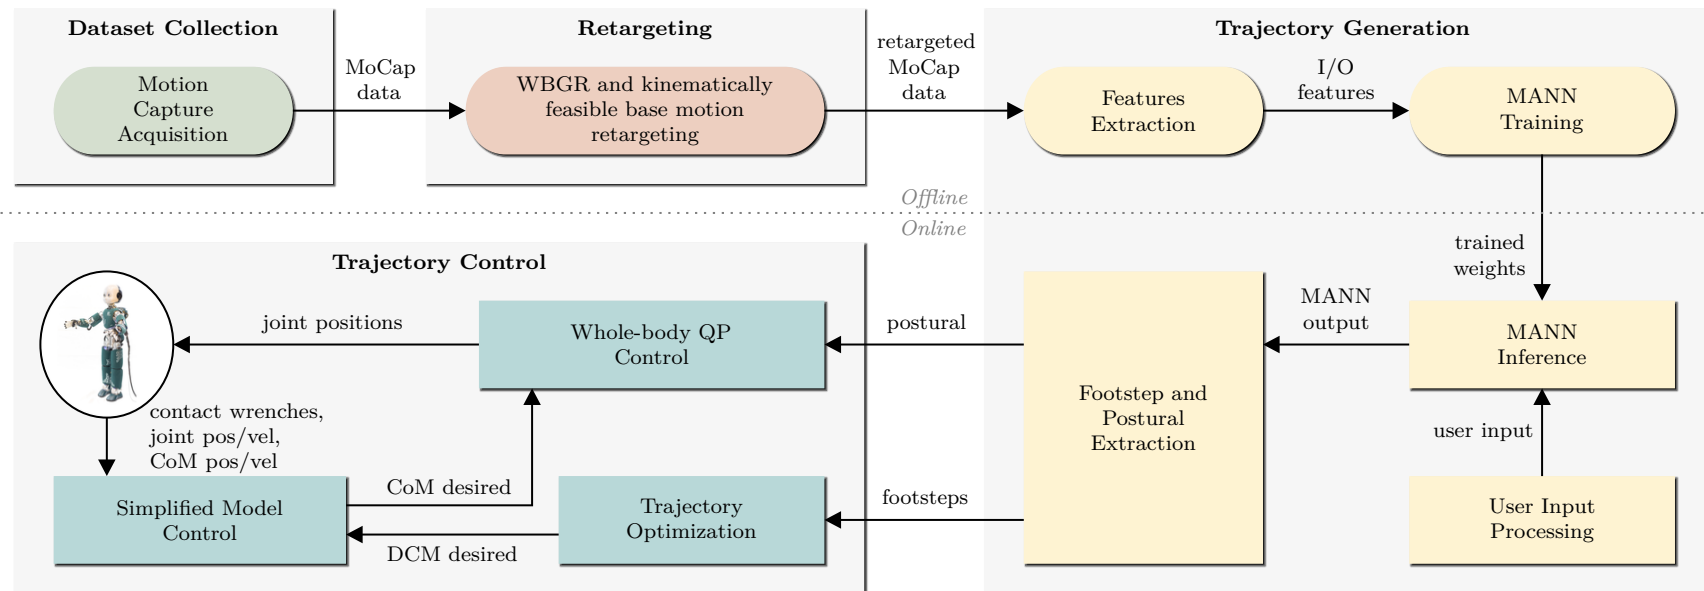 Dataset Collection
Motion
Capture
Acquisition
MoCap
data
Retargeting
WBGR and kinematically
feasible base motion
retargeting
retargeted
MoCap
data
Trajectory Generation
Features
Extraction
I/O
features
MANN
Training
Offline
Online
trained
weights
MANN
Inference
user input
User Input
Processing
MANN
output
Footstep and
Postural
Extraction
postural
footsteps
Trajectory Control
Whole-body QP
Control
joint positions
contact wrenches,
joint pos/vel,
CoM pos/vel
Simplified Model
Control
CoM desired
DCM desired
Trajectory
Optimization